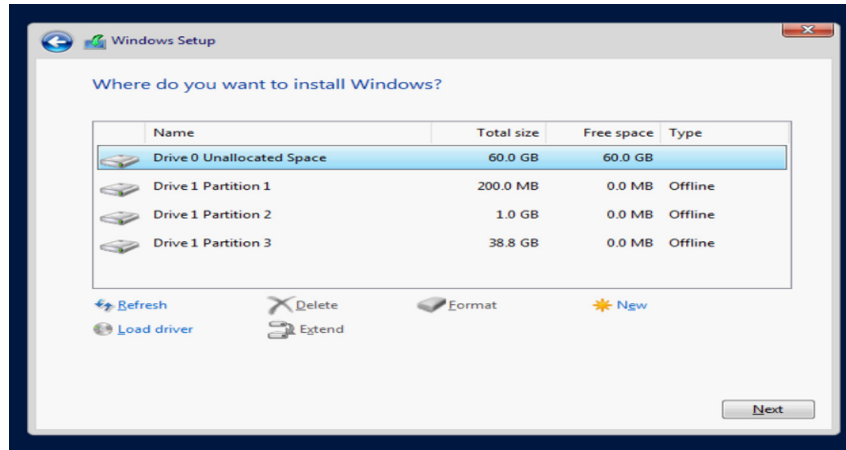 Windows Setup
Where do you want to install Windows?
Name Total size Free space Type
Drive 0 Unallocated Space 60.0 GB 60.0 GB
Drive 1 Partition 1 200.0 MB 0.0 MB Offline
Drive 1 Partition 2 1.0 GB 0.0 MB Offline
Drive 1 Partition 3 38.8 GB 0.0 MB Offline
Refresh Delete Format New
Load driver Extend
Next